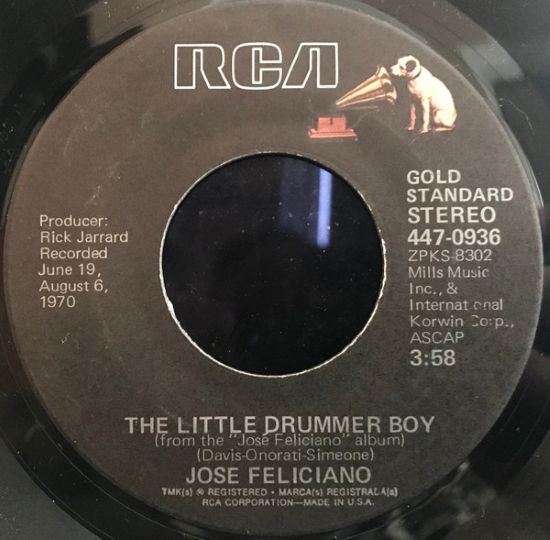 RCA
Producer:
Rick Jarrard
Recorded
June 19,
August 6,
1970
GOLD
STANDARD
STEREO
447-0936
ZPKS-8302
Mills Music
Inc., &
International
Korwin Corp.,
ASCAP
3:58
THE LITTLE DRUMMER BOY
(from the "José Feliciano" album)
(Davis-Onorati-Simeone)
JOSE FELICIANO
TMK(s) ® REGISTERED • MARCA(s) REGISTRADA(s)
RCA CORPORATION—MADE IN U.S.A.